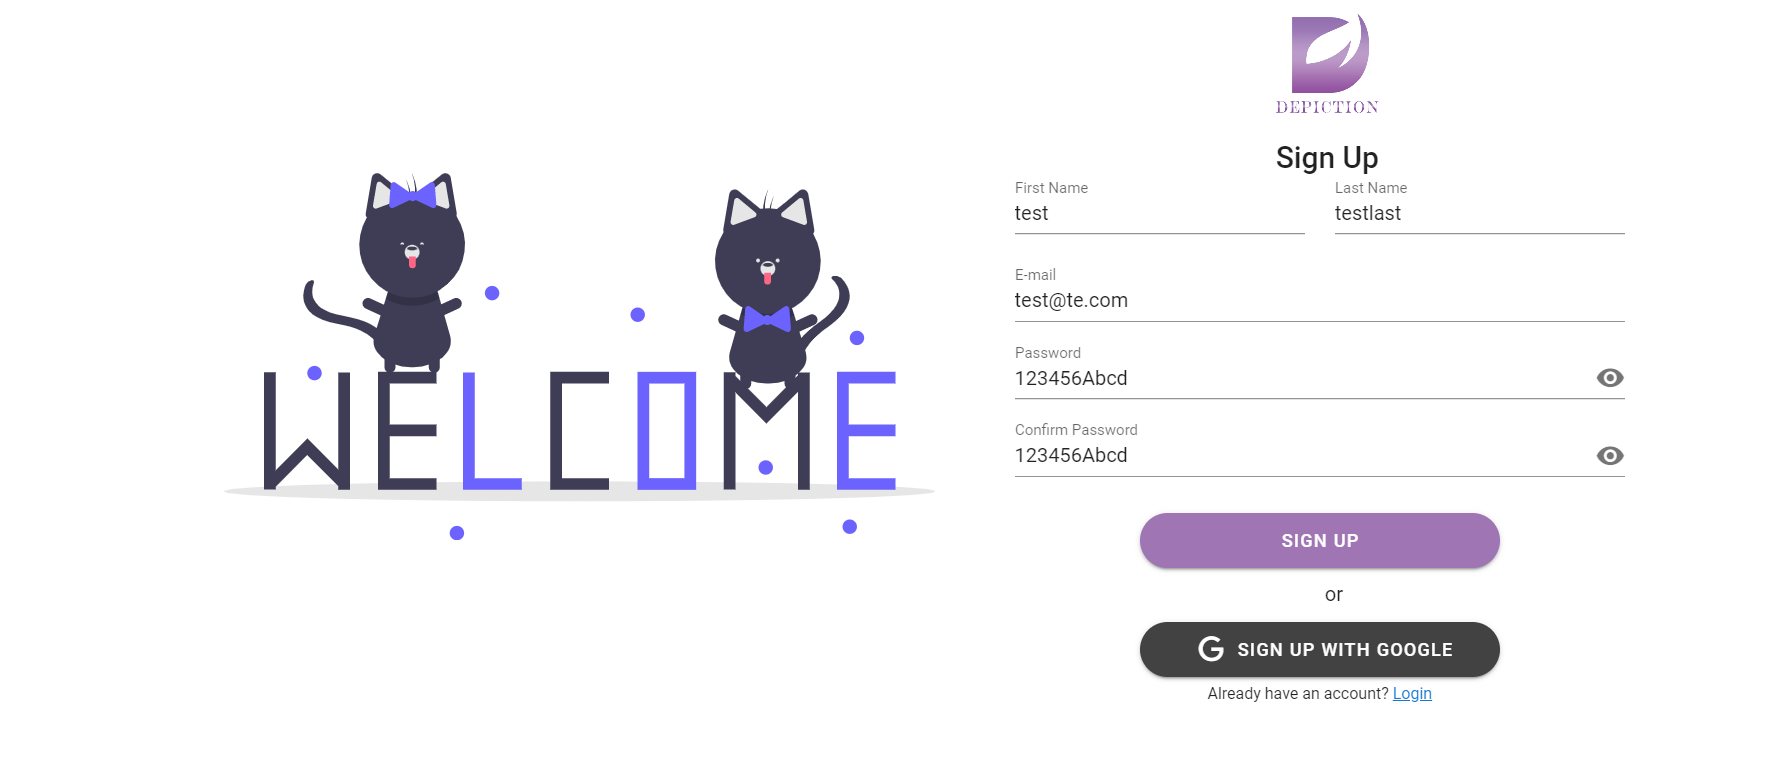 WELCOME
DEPICTION
Sign Up
First Name
Last Name
test
testlast
E-mail
test@te.com
Password
123456Abcd
Confirm Password
123456Abcd
SIGN UP
or
G SIGN UP WITH GOOGLE
Already have an account? Login